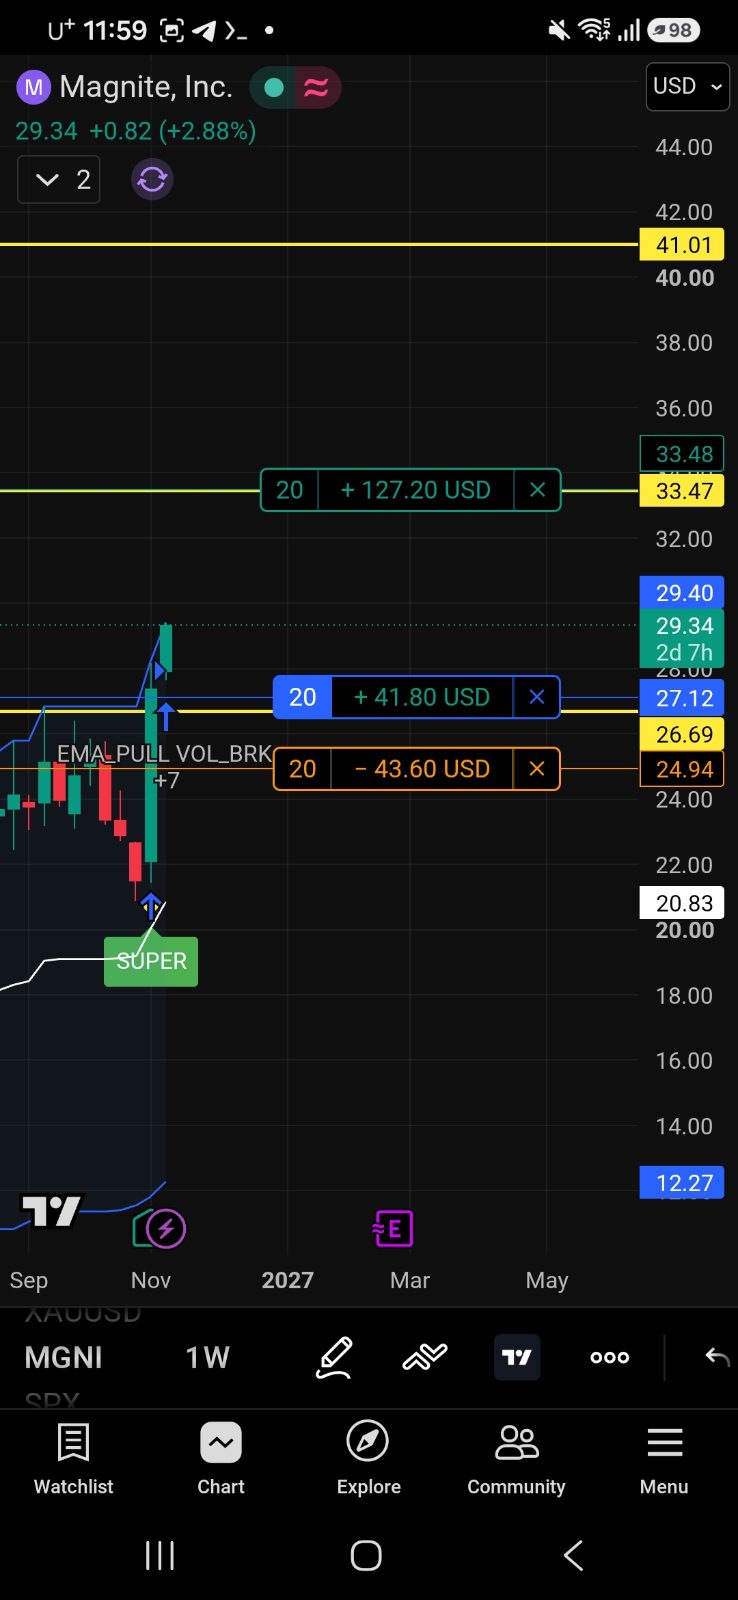 U+ 11:59 98
M Magnite, Inc. USD
29.34 +0.82 (+2.88%)
2
44.00
42.00
41.01
40.00
38.00
36.00
33.48
20 + 127.20 USD × 33.47
32.00
29.40
29.34
2d 7h
28.00
20 + 41.80 USD × 27.12
26.69
EMA_PULL VOL_BRK
20 − 43.60 USD × 24.94
+7
24.00
22.00
20.83
20.00
SUPER
18.00
16.00
14.00
12.27
E
Sep Nov 2027 Mar May
XAUUSD
MGNI 1W
SPX
Watchlist Chart Explore Community Menu